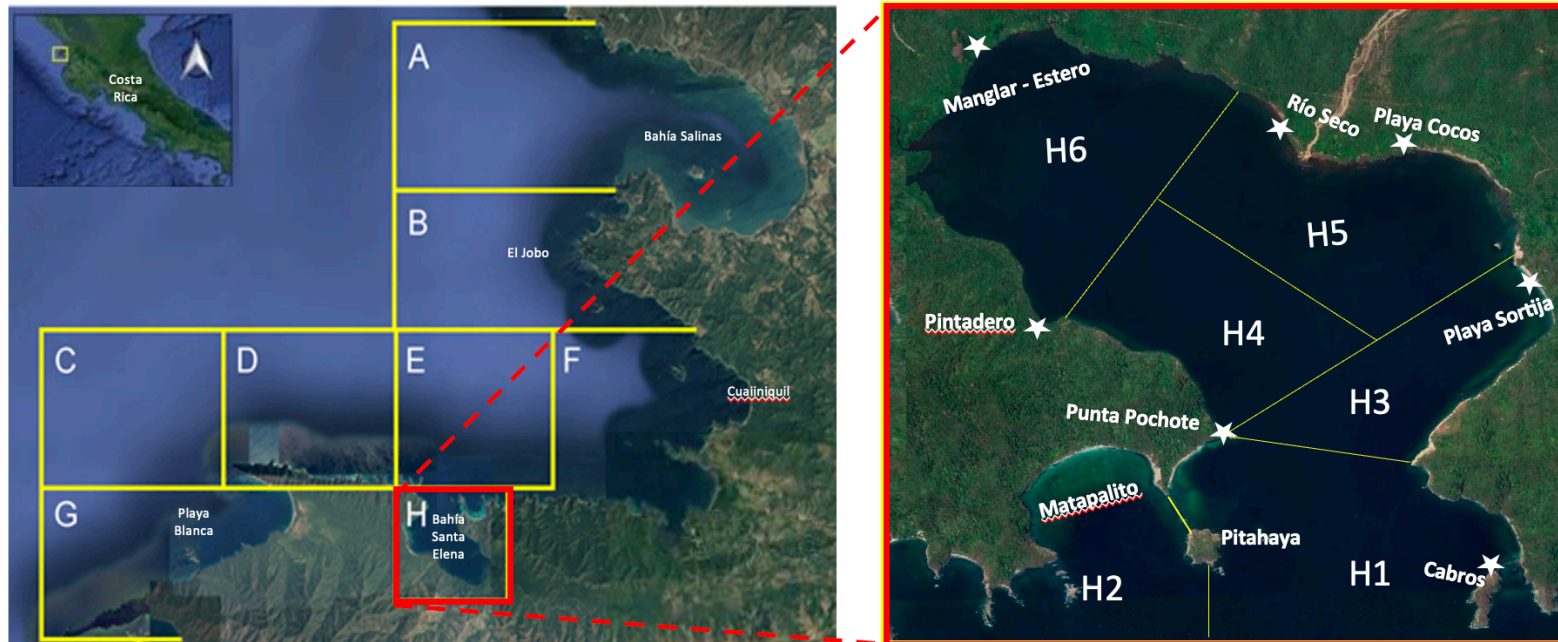 Costa
Rica
A
Bahía Salinas
B
El Jobo
C
D
E
F
Cuajiniquil
G
Playa
Blanca
H
Bahía
Santa
Elena
Manglar - Estero
Río Seco
Playa Cocos
H6
H5
Playa Sortija
Pintadero
H4
H3
Punta Pochote
Matapalito
Pitahaya
H2
H1
Cabros